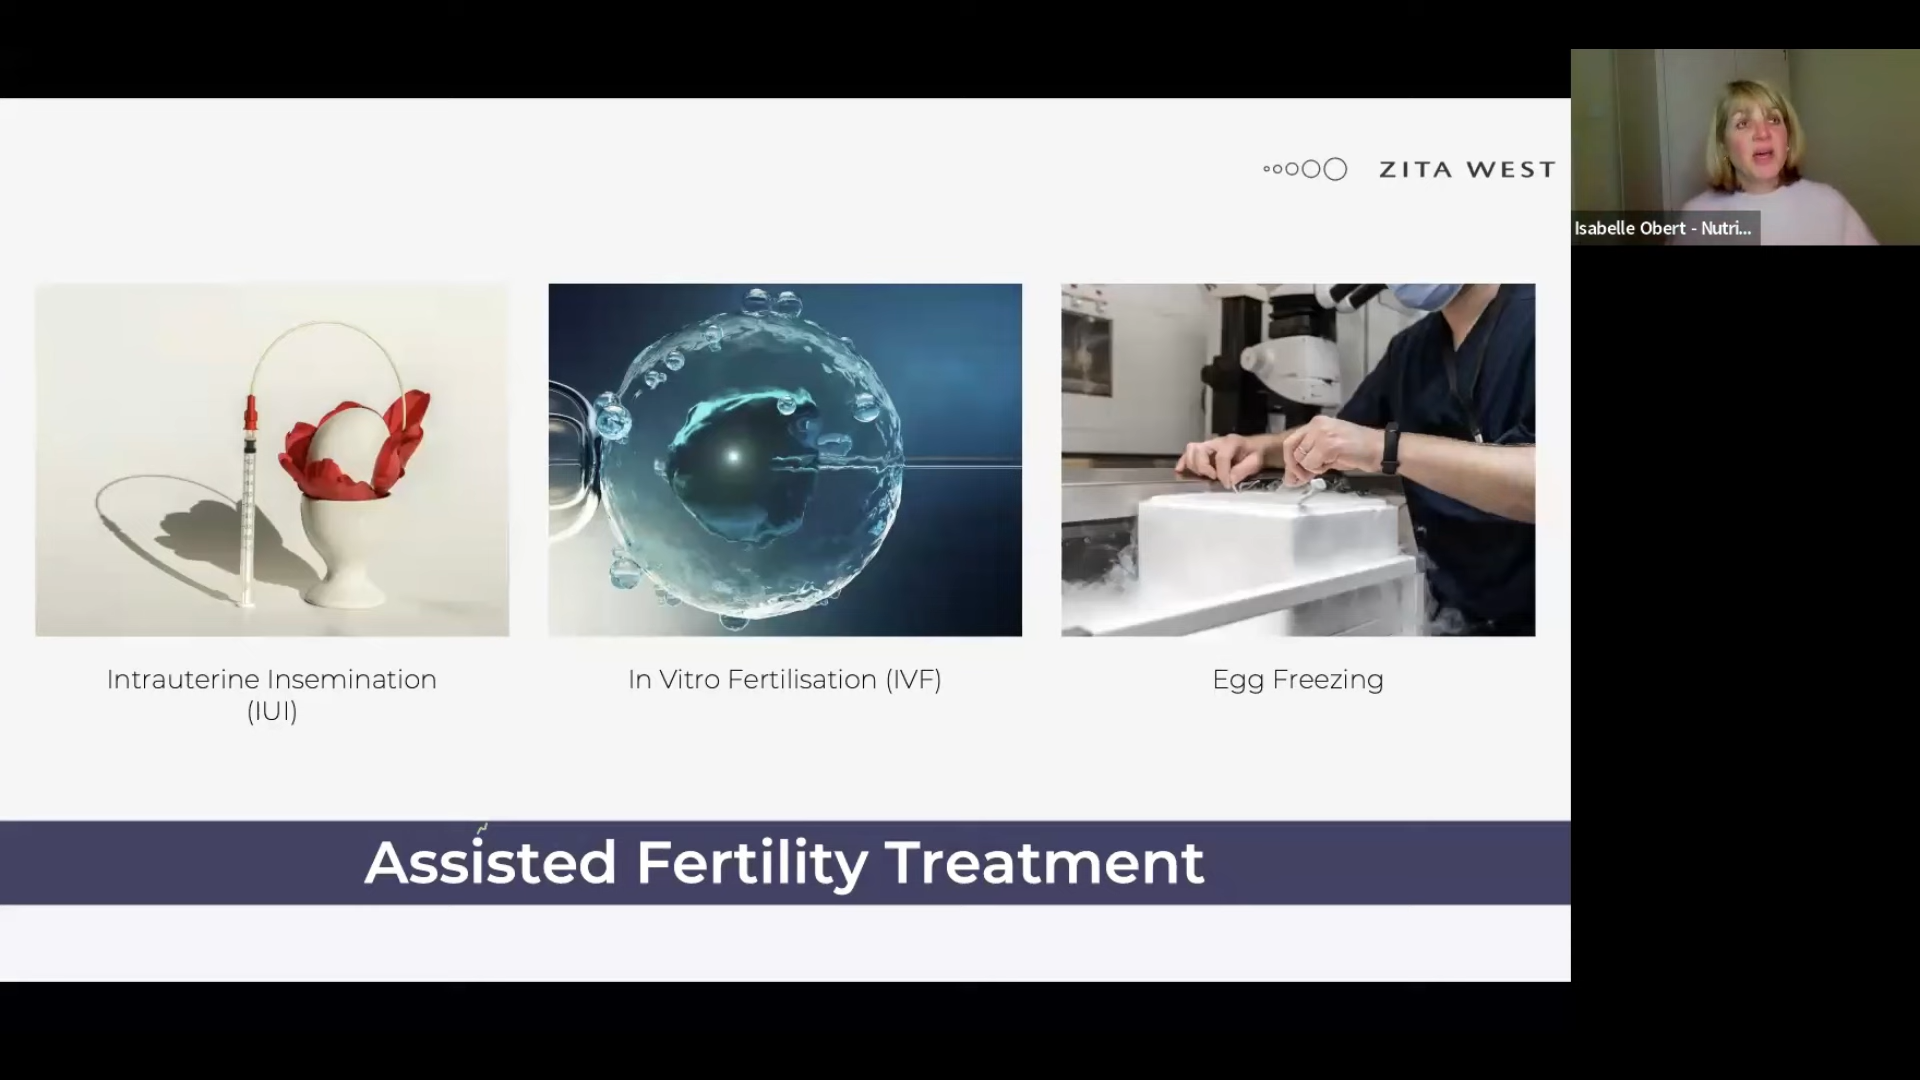 ZITA WEST
Isabelle Obert - Nutri...
Intrauterine Insemination
(IUI)
In Vitro Fertilisation (IVF)
Egg Freezing
Assisted Fertility Treatment